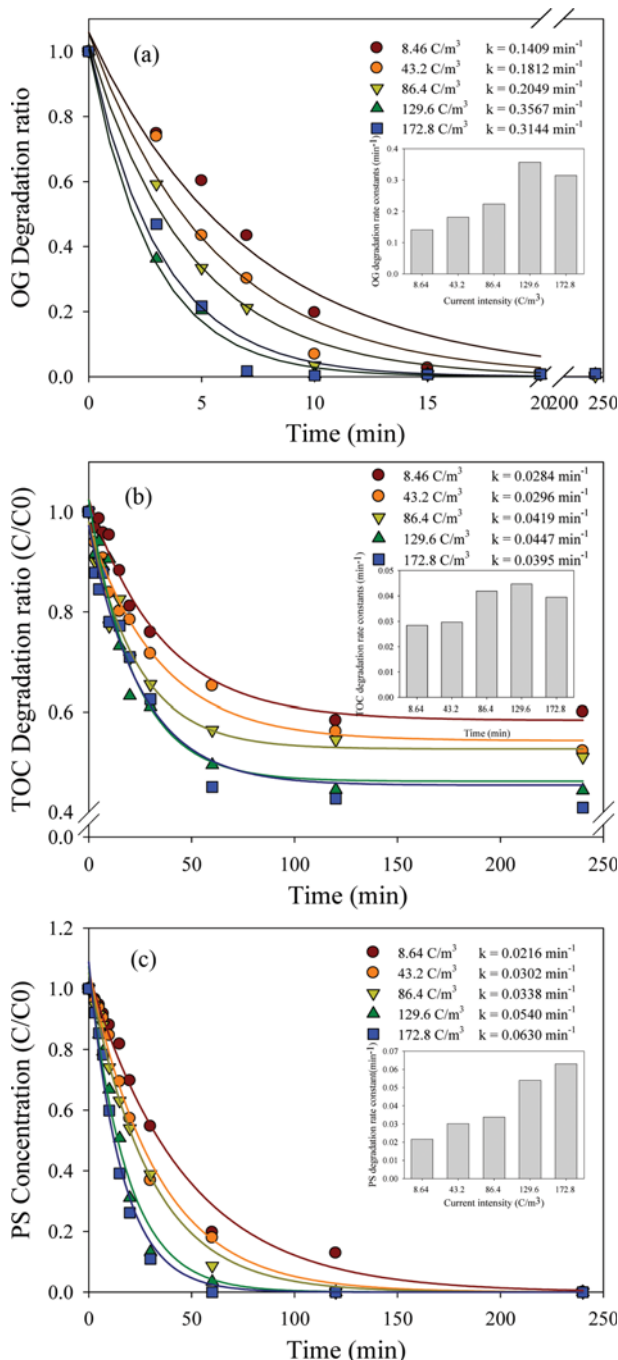 (a)
OG Degradation ratio
1.0
0.8
0.6
0.4
0.2
0.0
8.46 C/m³ k = 0.1409 min⁻¹
43.2 C/m³ k = 0.1812 min⁻¹
86.4 C/m³ k = 0.2049 min⁻¹
129.6 C/m³ k = 0.3567 min⁻¹
172.8 C/m³ k = 0.3144 min⁻¹
OG degradation rate constants (min⁻¹)
0.4
0.3
0.2
0.1
0.0
8.64 43.2 86.4 129.6 172.8
Current intensity (C/m³)
0 5 10 15 20 200 250
Time (min)
(b)
TOC Degradation ratio (C/C0)
1.0
0.8
0.6
0.4
0.0
8.46 C/m³ k = 0.0284 min⁻¹
43.2 C/m³ k = 0.0296 min⁻¹
86.4 C/m³ k = 0.0419 min⁻¹
129.6 C/m³ k = 0.0447 min⁻¹
172.8 C/m³ k = 0.0395 min⁻¹
TOC degradation rate constants (min⁻¹)
0.05
0.04
0.03
0.02
0.01
0.00
8.64 43.2 86.4 129.6 172.8
Time (min)
0 50 100 150 200 250
Time (min)
(c)
PS Concentration (C/C0)
1.2
1.0
0.8
0.6
0.4
0.2
0.0
8.64 C/m³ k = 0.0216 min⁻¹
43.2 C/m³ k = 0.0302 min⁻¹
86.4 C/m³ k = 0.0338 min⁻¹
129.6 C/m³ k = 0.0540 min⁻¹
172.8 C/m³ k = 0.0630 min⁻¹
PS degradation rate constant(min⁻¹)
0.07
0.06
0.05
0.04
0.03
0.02
0.01
0.00
8.64 43.2 86.4 129.6 172.8
Current intensity (C/m³)
0 50 100 150 200 250
Time (min)